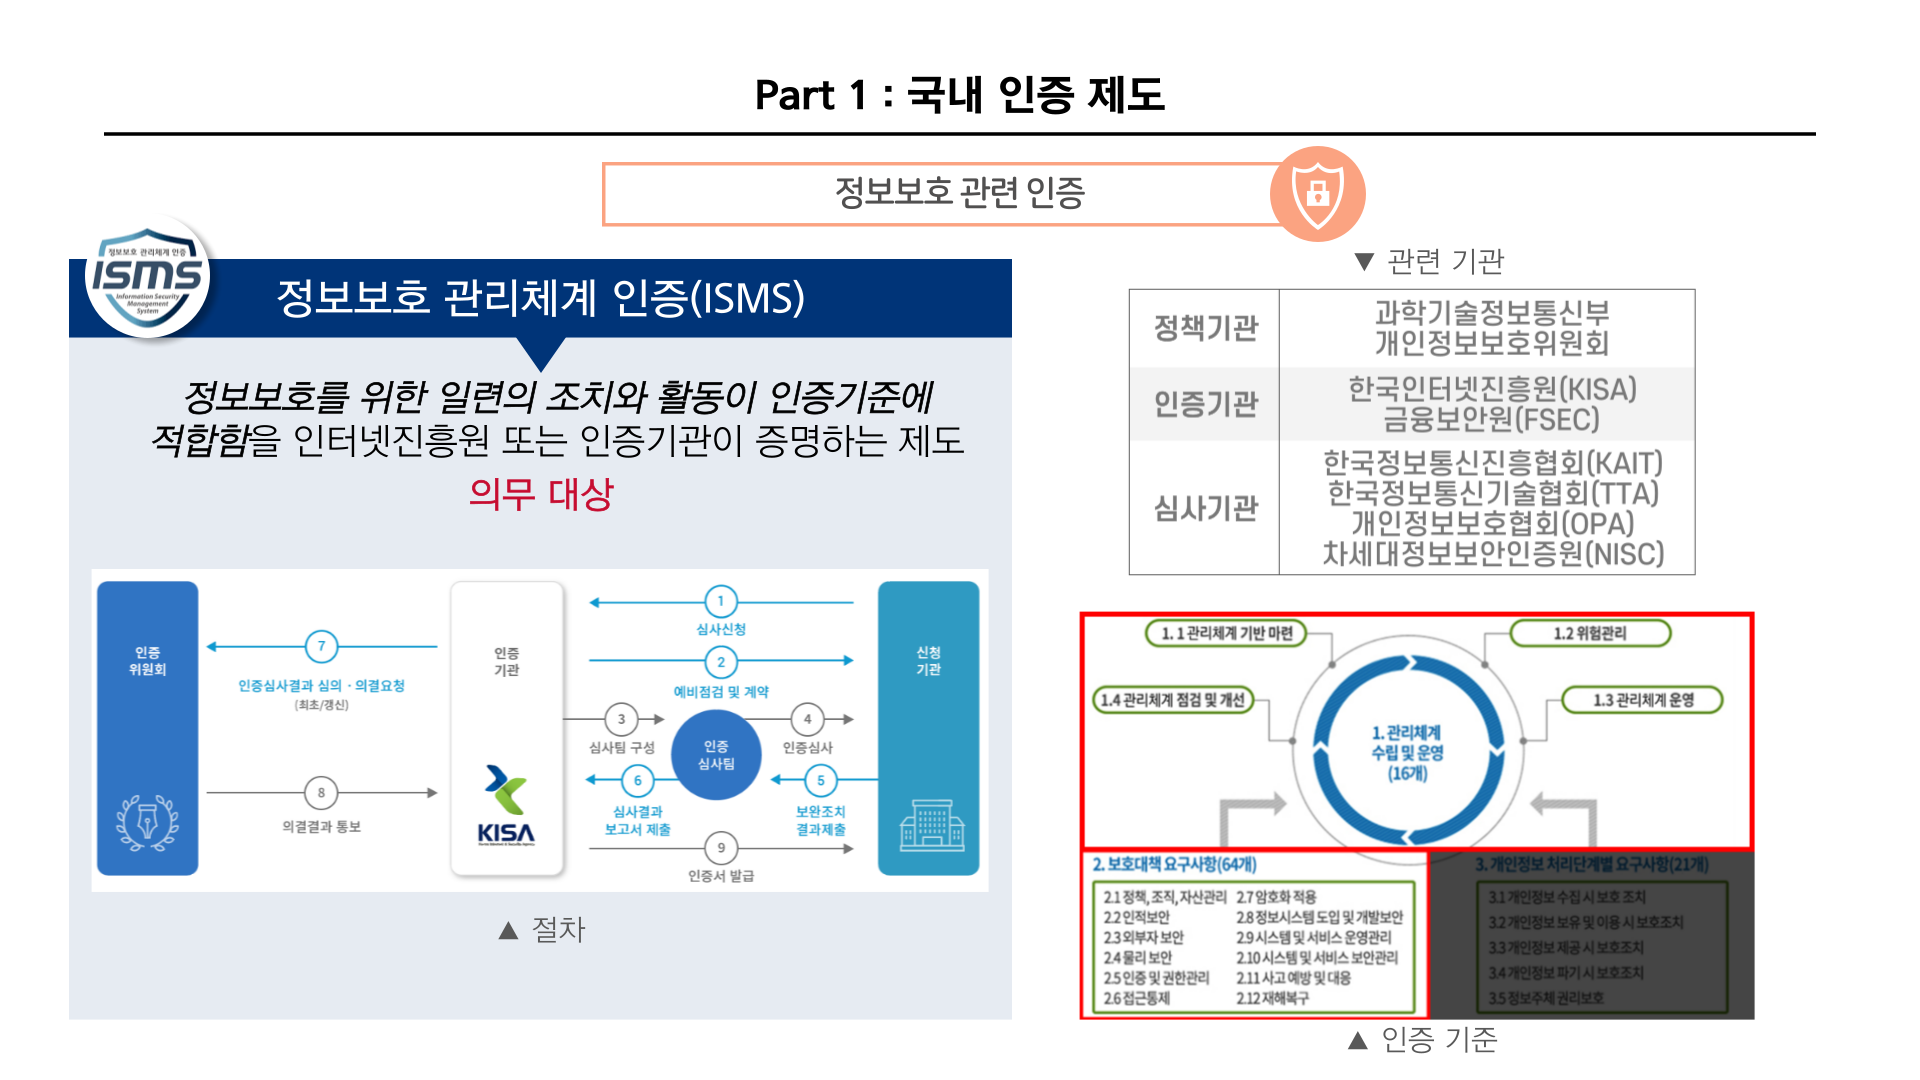 Part 1 : 국내 인증 제도
정보보호 관련 인증
정보보호 관리체계 인증
ISMS
Information Security
Management
System
정보보호 관리체계 인증(ISMS)
정보보호를 위한 일련의 조치와 활동이 인증기준에
적합함을 인터넷진흥원 또는 인증기관이 증명하는 제도
의무 대상
인증
위원회
7
인증심사결과 심의 · 의결요청
(최초/갱신)
8
의결결과 통보
인증
기관
KISA
1
심사신청
2
예비점검 및 계약
3
심사팀 구성
인증
심사팀
4
인증심사
6
심사결과
보고서 제출
5
보완조치
결과제출
9
인증서 발급
신청
기관
▲ 절차
▼ 관련 기관
정책기관
과학기술정보통신부
개인정보보호위원회
인증기관
한국인터넷진흥원(KISA)
금융보안원(FSEC)
심사기관
한국정보통신진흥협회(KAIT)
한국정보통신기술협회(TTA)
개인정보보호협회(OPA)
차세대정보보안인증원(NISC)
1. 1 관리체계 기반 마련
1.2 위험관리
1.4 관리체계 점검 및 개선
1.3 관리체계 운영
1. 관리체계
수립 및 운영
(16개)
2. 보호대책 요구사항(64개)
2.1 정책, 조직, 자산관리
2.2 인적보안
2.3 외부자 보안
2.4 물리 보안
2.5 인증 및 권한관리
2.6 접근통제
2.7 암호화 적용
2.8 정보시스템 도입 및 개발보안
2.9 시스템 및 서비스 운영관리
2.10 시스템 및 서비스 보안관리
2.11 사고 예방 및 대응
2.12 재해복구
3. 개인정보 처리단계별 요구사항(21개)
3.1 개인정보 수집 시 보호 조치
3.2 개인정보 보유 및 이용 시 보호조치
3.3 개인정보 제공 시 보호조치
3.4 개인정보 파기 시 보호조치
3.5 정보주체 권리보호
▲ 인증 기준